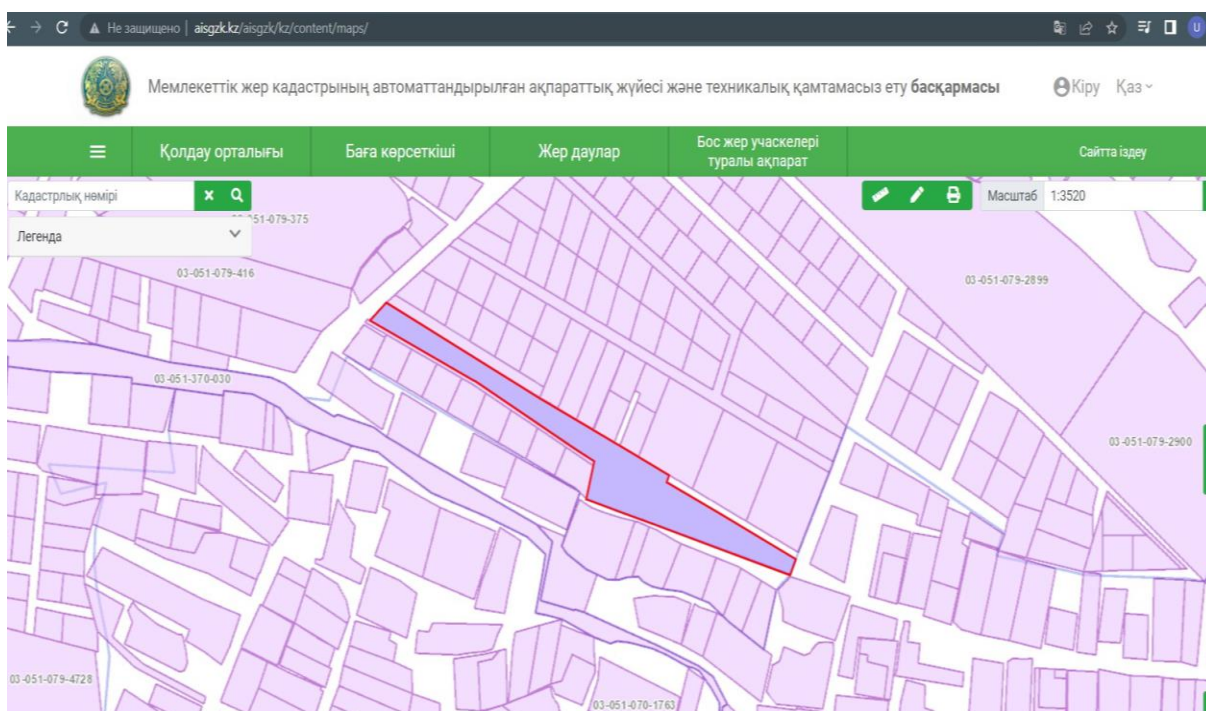 Не защищено | aisgzk.kz/aisgzk/kz/content/maps/
U
Мемлекеттік жер кадастрының автоматтандырылған ақпараттық жүйесі және техникалық қамтамасыз ету басқармасы
Кіру Қаз
Қолдау орталығы
Баға көрсеткіші
Жер даулар
Бос жер учаскелері
туралы ақпарат
Сайтта іздеу
Кадастрлық нөмірі
Масштаб 1:3520
51-079-375
Легенда
03-051-079-416
03-051-079-2899
03-051-370-030
03-051-079-2900
03-051-079-4728
03-051-070-1763